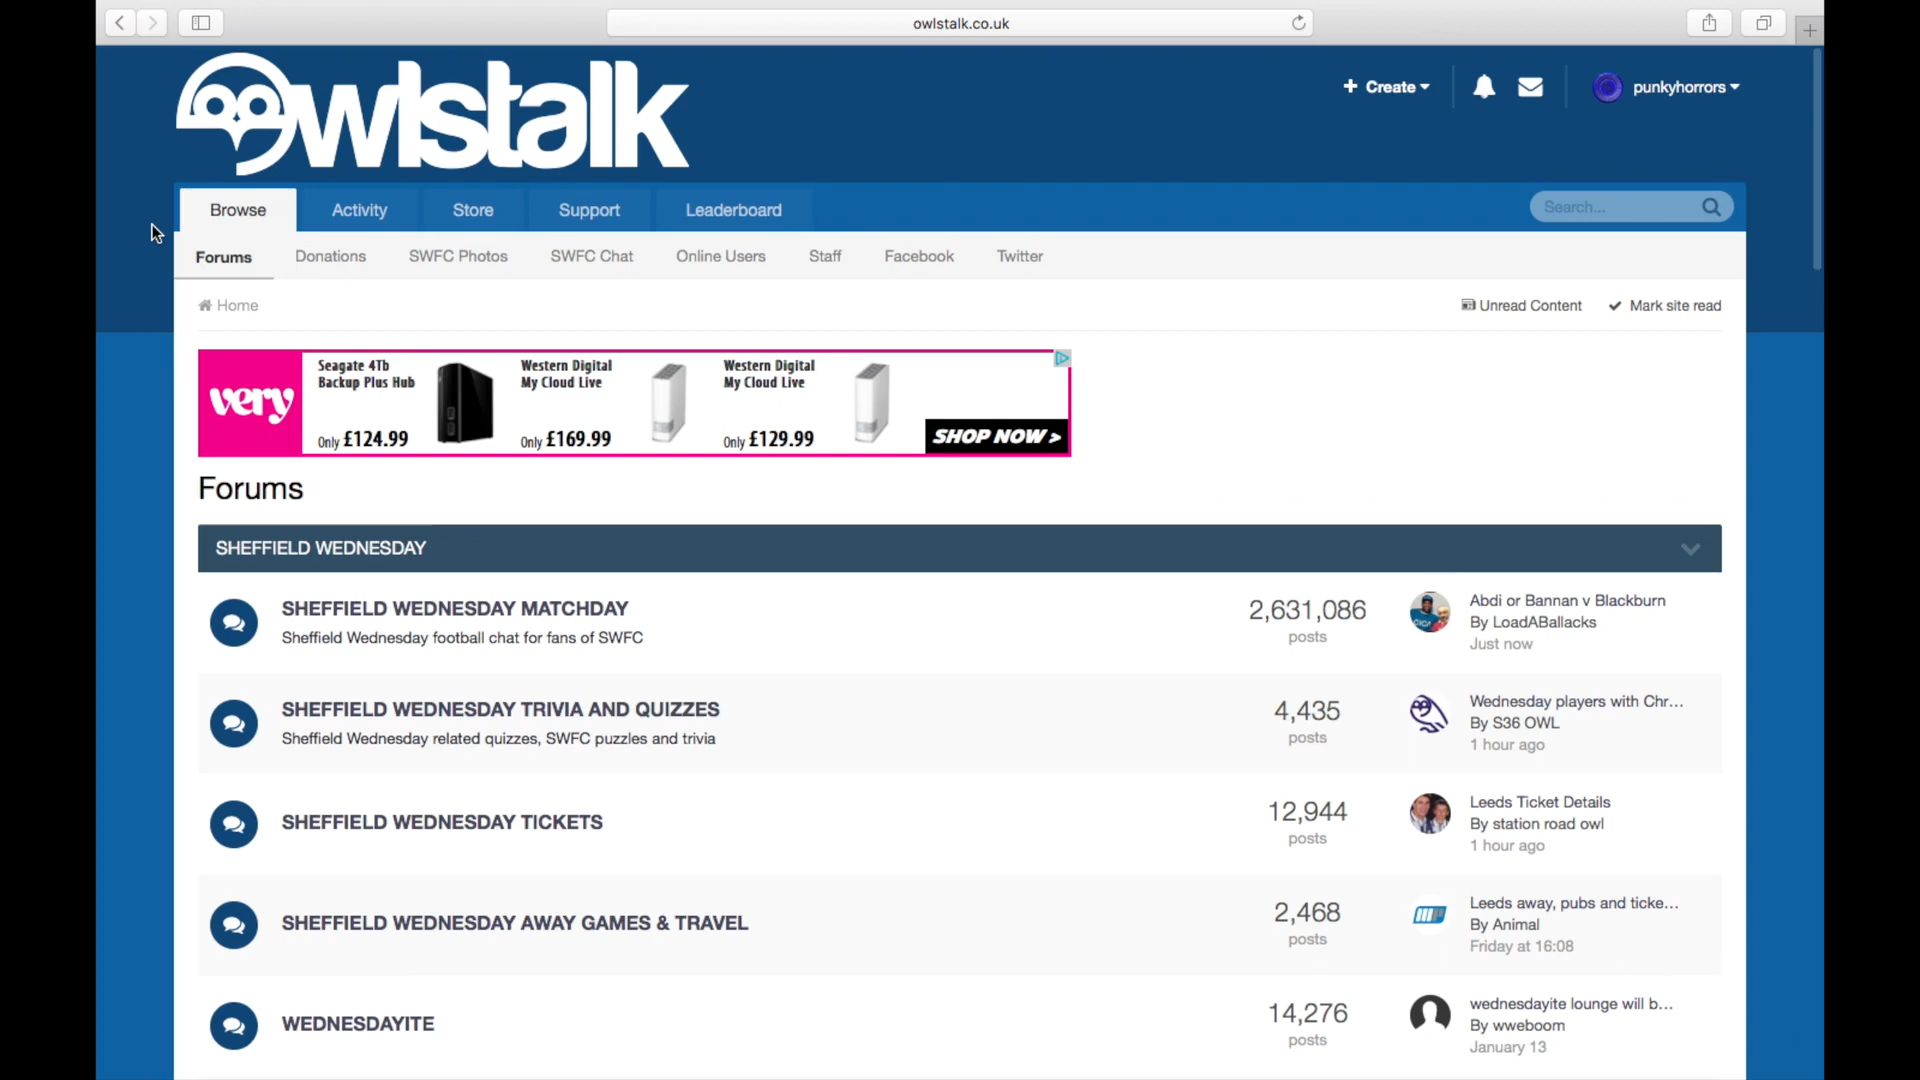 owlstalk.co.uk
owlstalk
+ Create
punkyhorrors
Browse
Activity
Store
Support
Leaderboard
Search...
Forums
Donations
SWFC Photos
SWFC Chat
Online Users
Staff
Facebook
Twitter
Home
Unread Content
Mark site read
very
Seagate 4Tb
Backup Plus Hub
Only £124.99
Western Digital
My Cloud Live
Only £169.99
Western Digital
My Cloud Live
Only £129.99
SHOP NOW >
Forums
SHEFFIELD WEDNESDAY
SHEFFIELD WEDNESDAY MATCHDAY
Sheffield Wednesday football chat for fans of SWFC
2,631,086
posts
Abdi or Bannan v Blackburn
By LoadABallacks
Just now
SHEFFIELD WEDNESDAY TRIVIA AND QUIZZES
Sheffield Wednesday related quizzes, SWFC puzzles and trivia
4,435
posts
Wednesday players with Chr...
By S36 OWL
1 hour ago
SHEFFIELD WEDNESDAY TICKETS
12,944
posts
Leeds Ticket Details
By station road owl
1 hour ago
SHEFFIELD WEDNESDAY AWAY GAMES & TRAVEL
2,468
posts
Leeds away, pubs and ticke...
By Animal
Friday at 16:08
WEDNESDAYITE
14,276
posts
wednesdayite lounge will b...
By wweboom
January 13